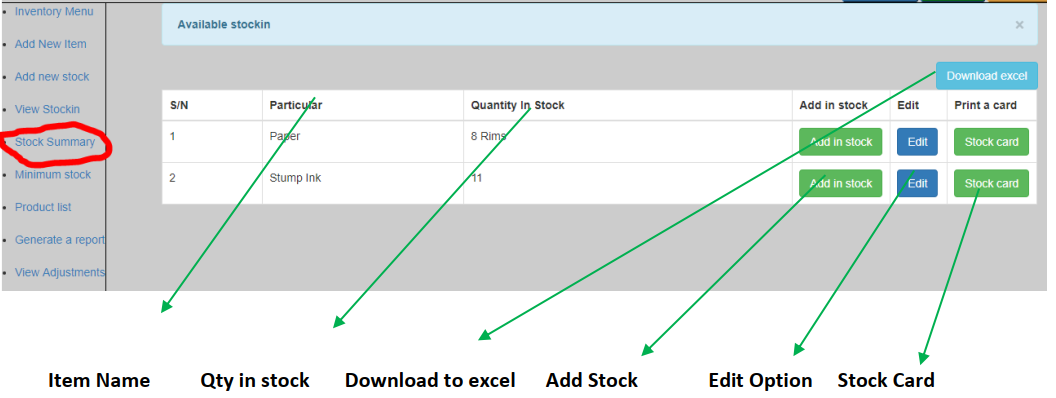 Inventory Menu
Add New Item
Add new stock
View Stockin
Stock Summary
Minimum stock
Product list
Generate a report
View Adjustments
Available stockin ×
Download excel
S/N Particular Quantity In Stock Add in stock Edit Print a card
1 Paper 8 Rims Add in stock Edit Stock card
2 Stump Ink 11 Add in stock Edit Stock card
Item Name Qty in stock Download to excel Add Stock Edit Option Stock Card